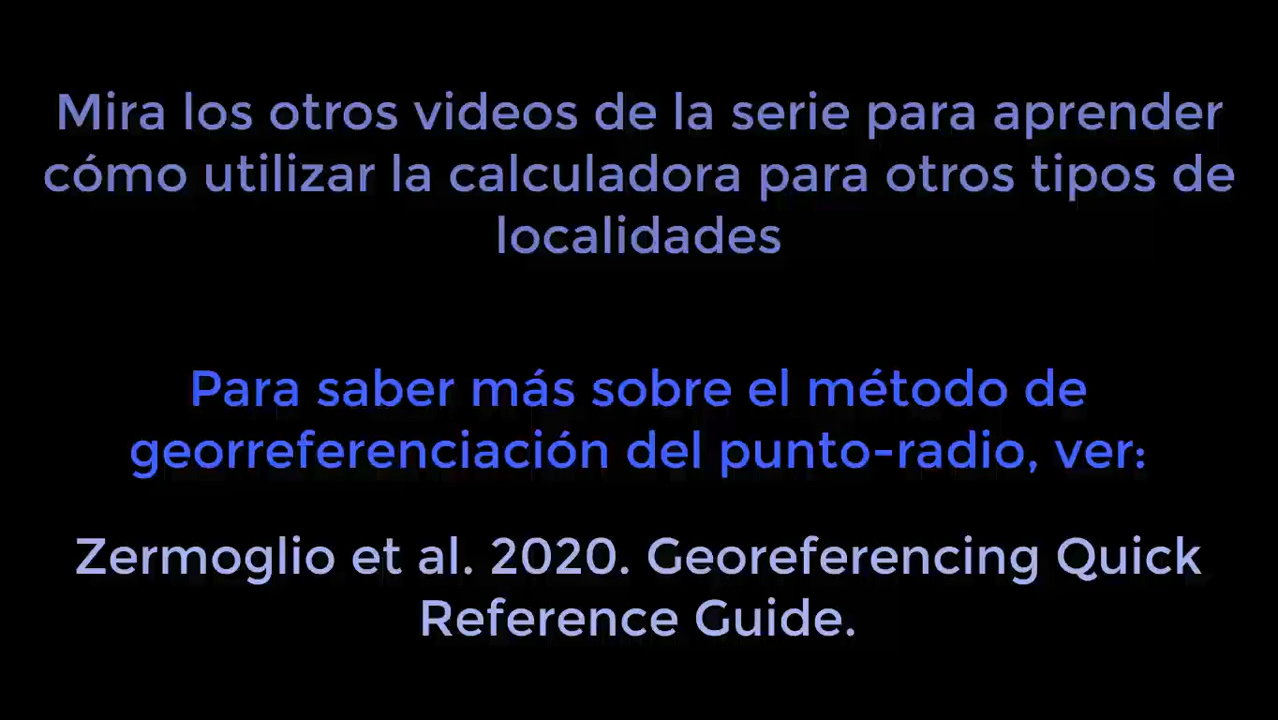 Mira los otros videos de la serie para aprender
cómo utilizar la calculadora para otros tipos de
localidades
Para saber más sobre el método de
georreferenciación del punto-radio, ver:
Zermoglio et al. 2020. Georeferencing Quick
Reference Guide.